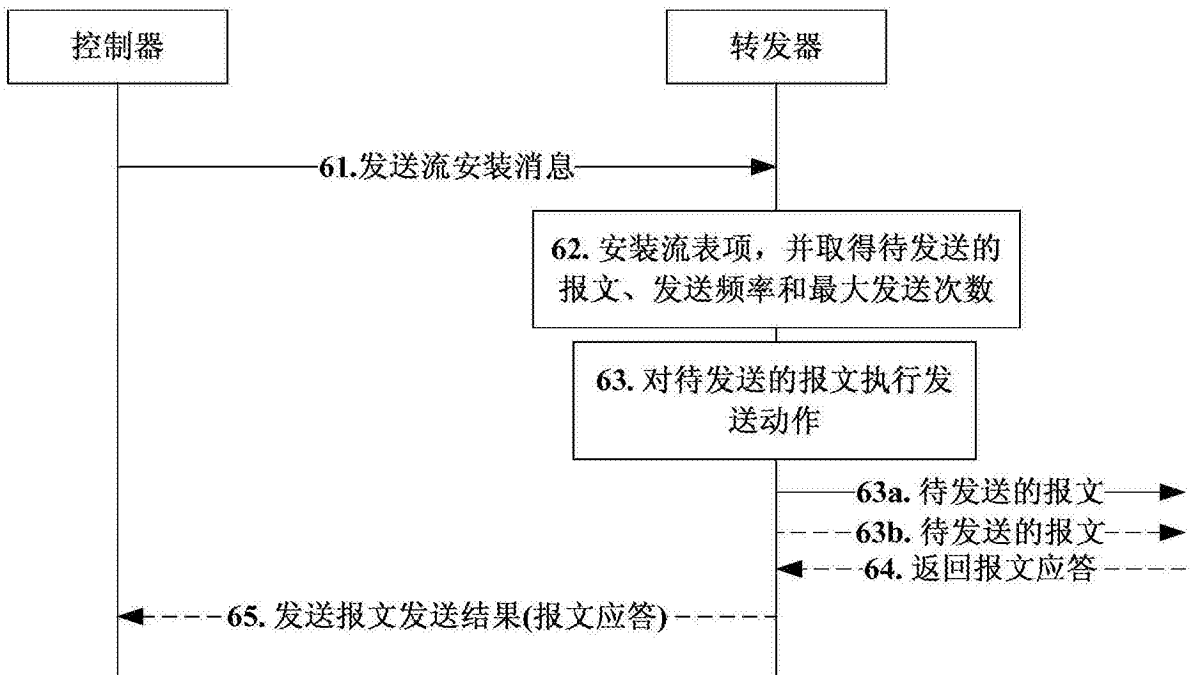 控制器
转发器
61.发送流安装消息
62. 安装流表项，并取得待发送的
报文、发送频率和最大发送次数
63. 对待发送的报文执行发
送动作
63a. 待发送的报文
63b. 待发送的报文
64. 返回报文应答
65. 发送报文发送结果(报文应答)